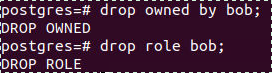 postgres=# drop owned by bob;
DROP OWNED
postgres=# drop role bob;
DROP ROLE